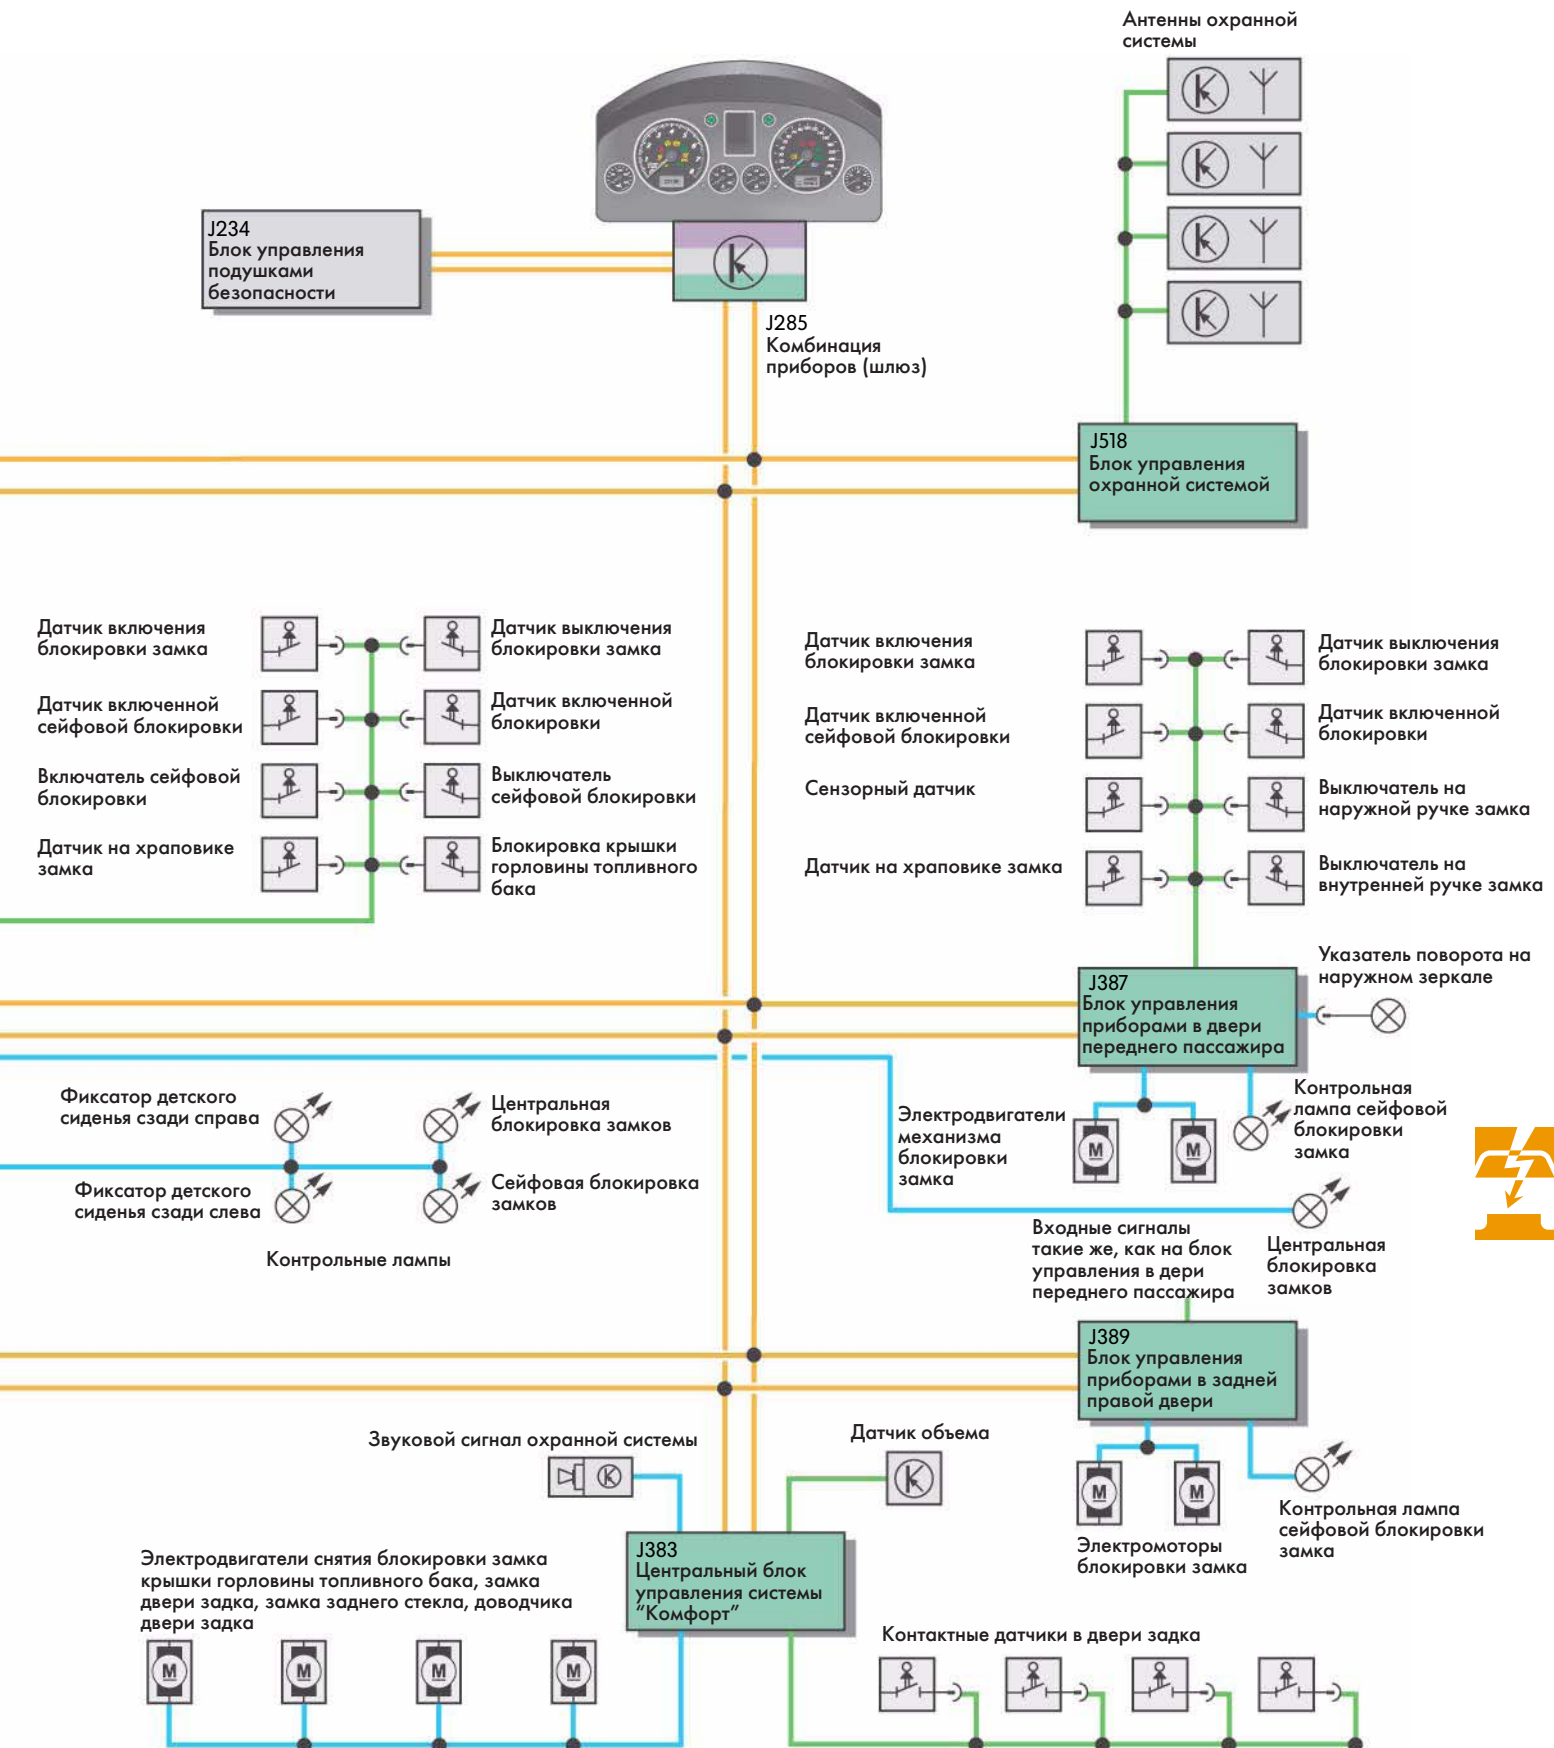 Антенны охранной
системы
J234
Блок управления
подушками
безопасности
J285
Комбинация
приборов (шлюз)
J518
Блок управления
охранной системой
Датчик включения
блокировки замка
Датчик выключения
блокировки замка
Датчик включенной
сейфовой блокировки
Датчик включенной
блокировки
Включатель сейфовой
блокировки
Выключатель
сейфовой блокировки
Датчик на храповике
замка
Блокировка крышки
горловины топливного
бака
Датчик включения
блокировки замка
Датчик выключения
блокировки замка
Датчик включенной
сейфовой блокировки
Датчик включенной
блокировки
Сензорный датчик
Выключатель на
наружной ручке замка
Датчик на храповике замка
Выключатель на
внутренней ручке замка
Указатель поворота на
наружном зеркале
J387
Блок управления
приборами в двери
переднего пассажира
Фиксатор детского
сиденья сзади справа
Центральная
блокировка замков
Фиксатор детского
сиденья сзади слева
Сейфовая блокировка
замков
Контрольные лампы
Электродвигатели
механизма
блокировки
замка
M
M
Контрольная
лампа сейфовой
блокировки
замка
Входные сигналы
такие же, как на блок
управления в дери
переднего пассажира
Центральная
блокировка
замков
J389
Блок управления
приборами в задней
правой двери
Звуковой сигнал охранной системы
Датчик объема
M
M
Электромоторы
блокировки замка
Контрольная лампа
сейфовой блокировки
замка
J383
Центральный блок
управления системы
"Комфорт"
Электродвигатели снятия блокировки замка
крышки горловины топливного бака, замка
двери задка, замка заднего стекла, доводчика
двери задка
M
M
M
M
Контактные датчики в двери задка